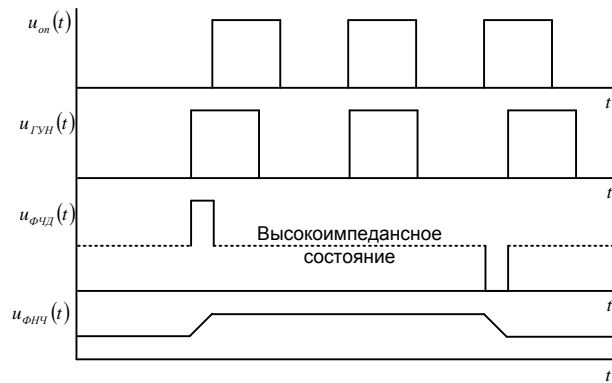 u_оп(t)
t
u_ГУН(t)
t
u_ФЧД(t)
Высокоимпедансное
состояние
t
u_ФНЧ(t)
t